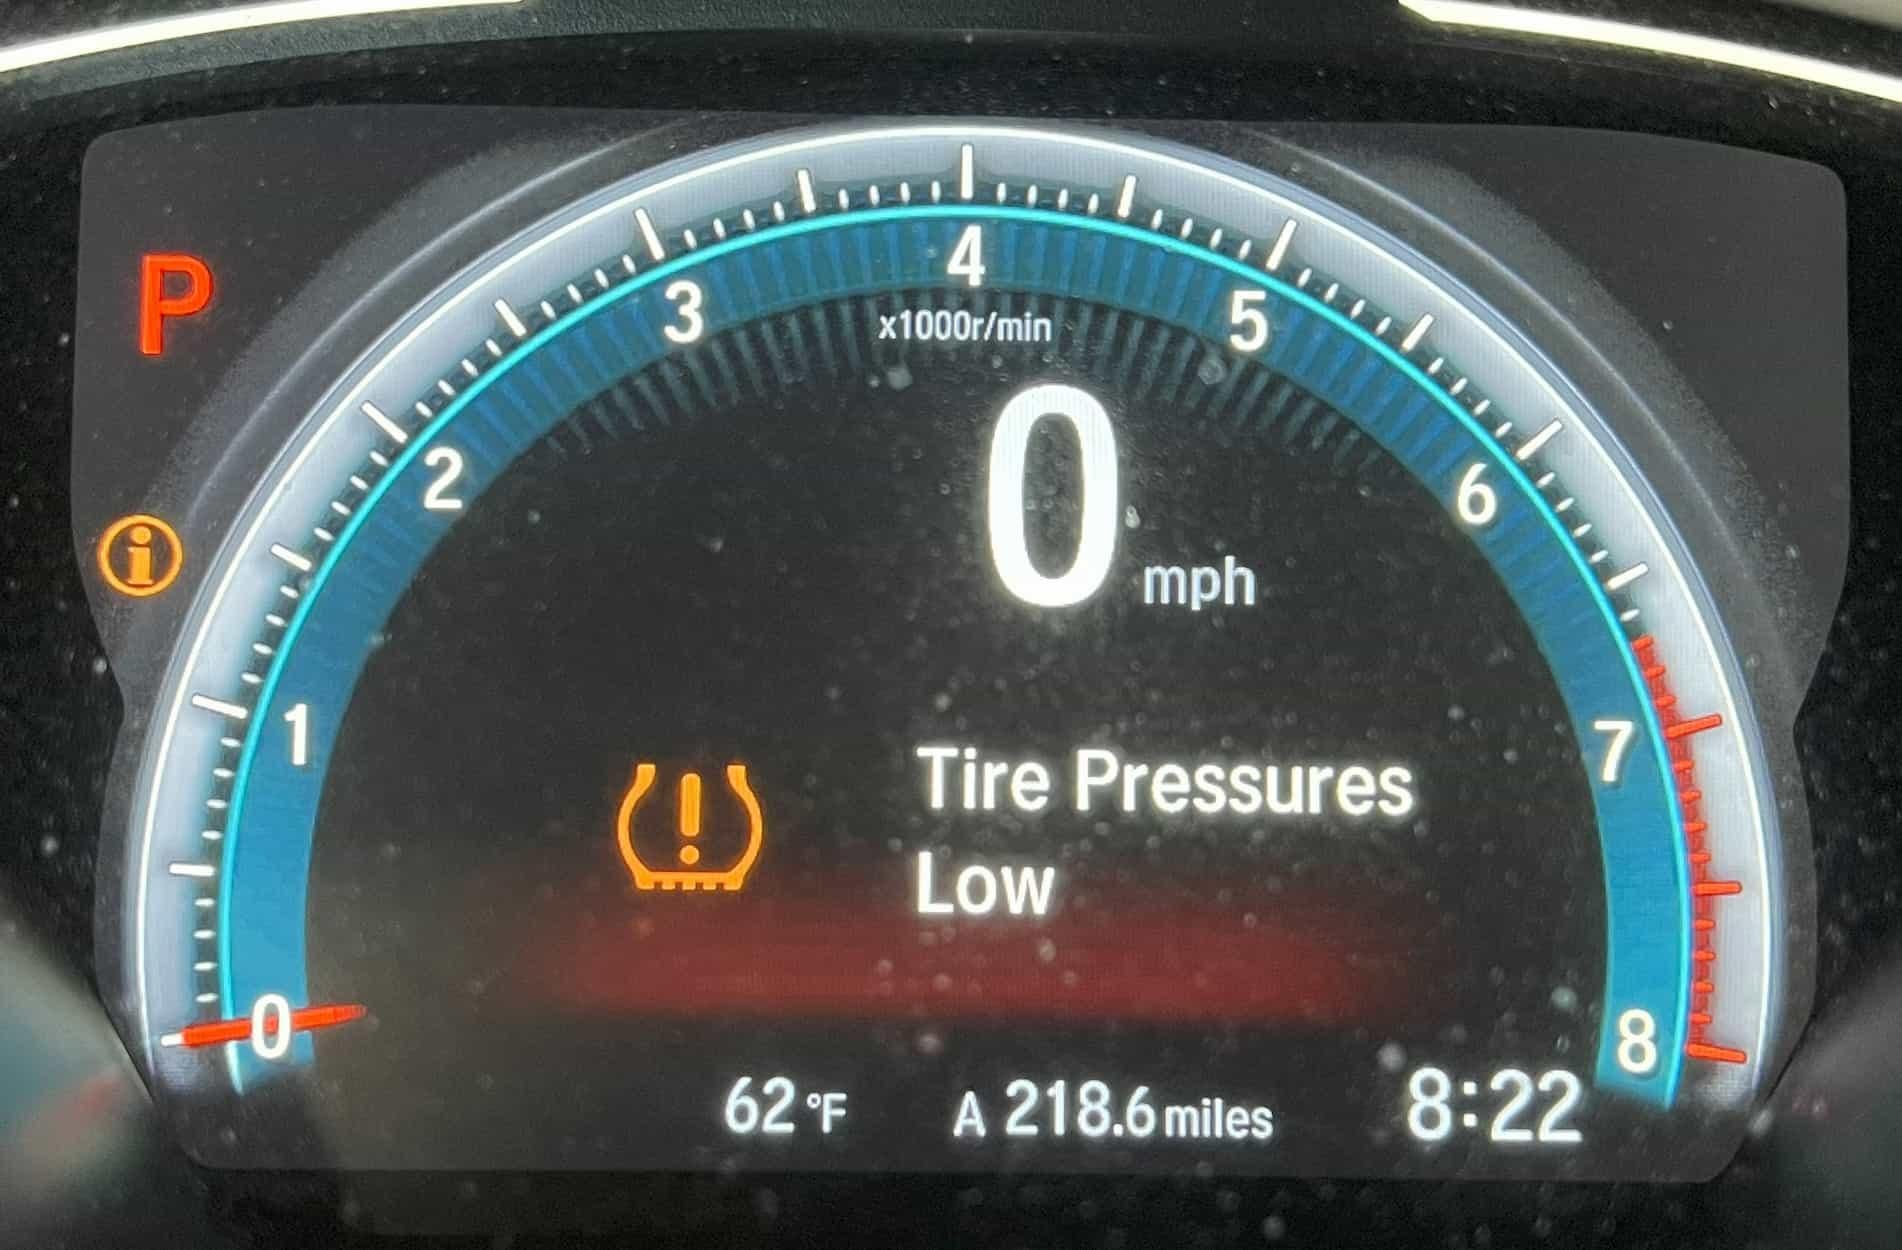 P
4
3
5
x1000r/min
2
6
0 mph
i
1
7
Tire Pressures
Low
0
8
62 °F A 218.6 miles 8:22